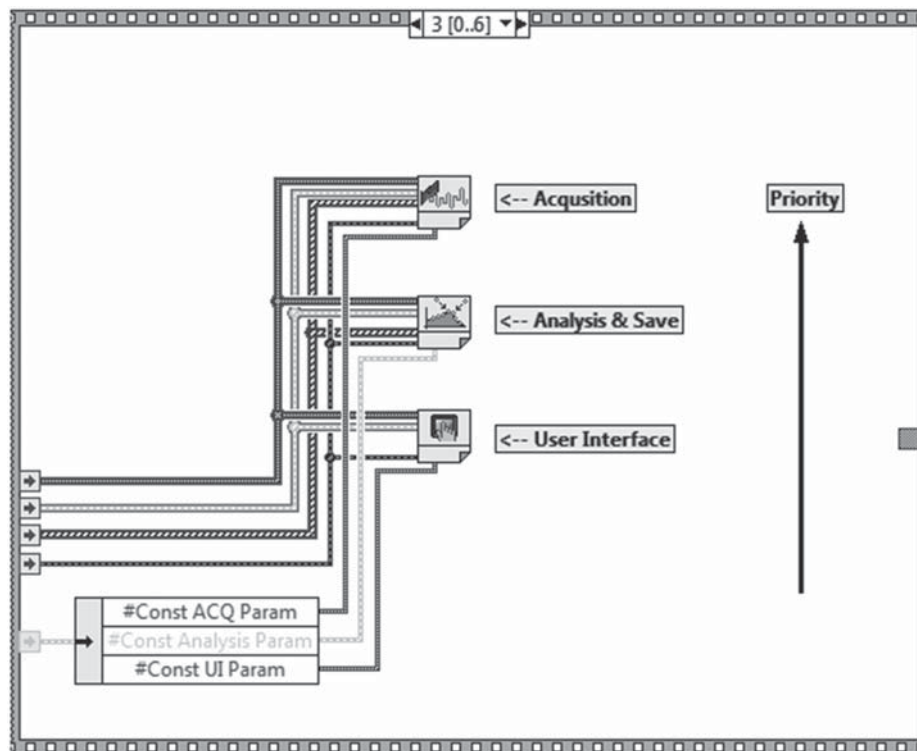 3 [0..6]
<-- Acqusition
Priority
<-- Analysis & Save
<-- User Interface
#Const ACQ Param
#Const Analysis Param
#Const UI Param